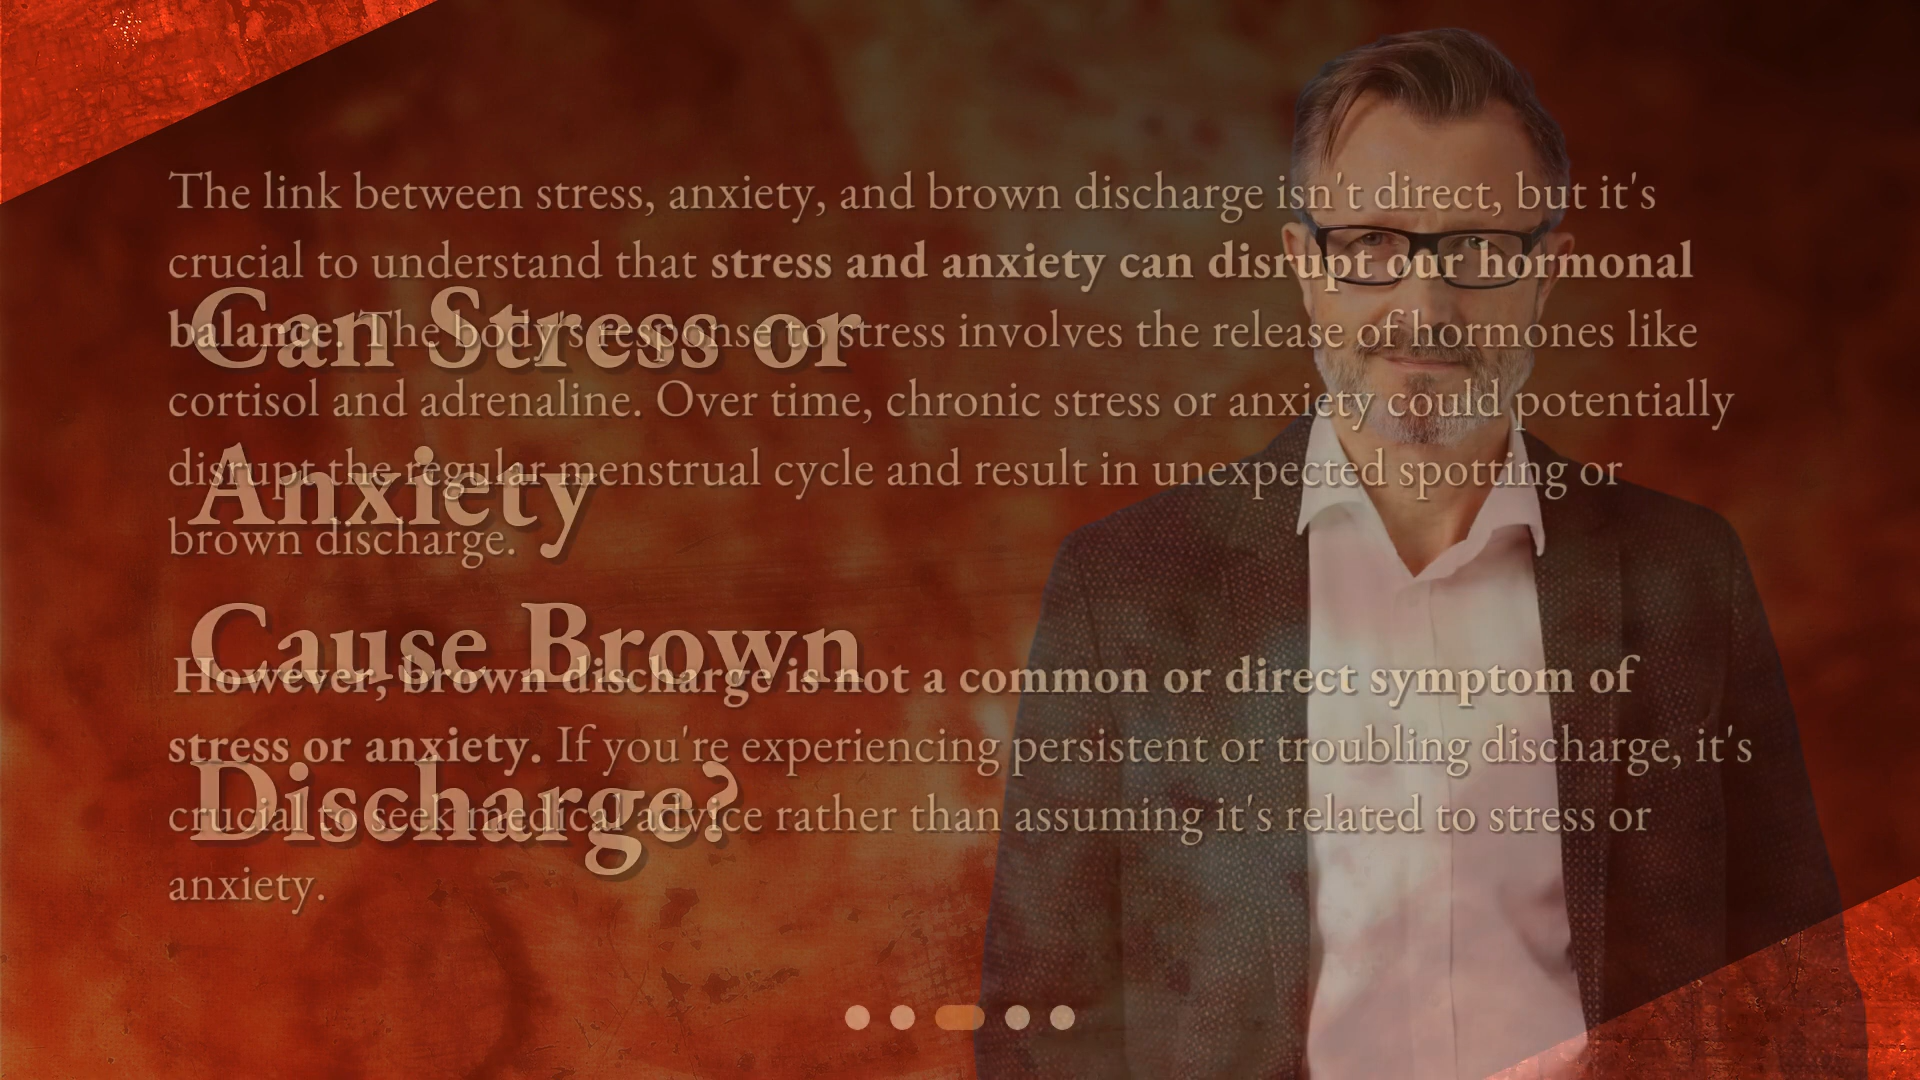 The link between stress, anxiety, and brown discharge isn't direct, but it's
crucial to understand that stress and anxiety can disrupt our hormonal
balance. The body's response to stress involves the release of hormones like
cortisol and adrenaline. Over time, chronic stress or anxiety could potentially
disrupt the regular menstrual cycle and result in unexpected spotting or
brown discharge.
However, brown discharge is not a common or direct symptom of
stress or anxiety. If you're experiencing persistent or troubling discharge, it's
crucial to seek medical advice rather than assuming it's related to stress or
anxiety.
Can Stress or
Anxiety
Cause Brown
Discharge?